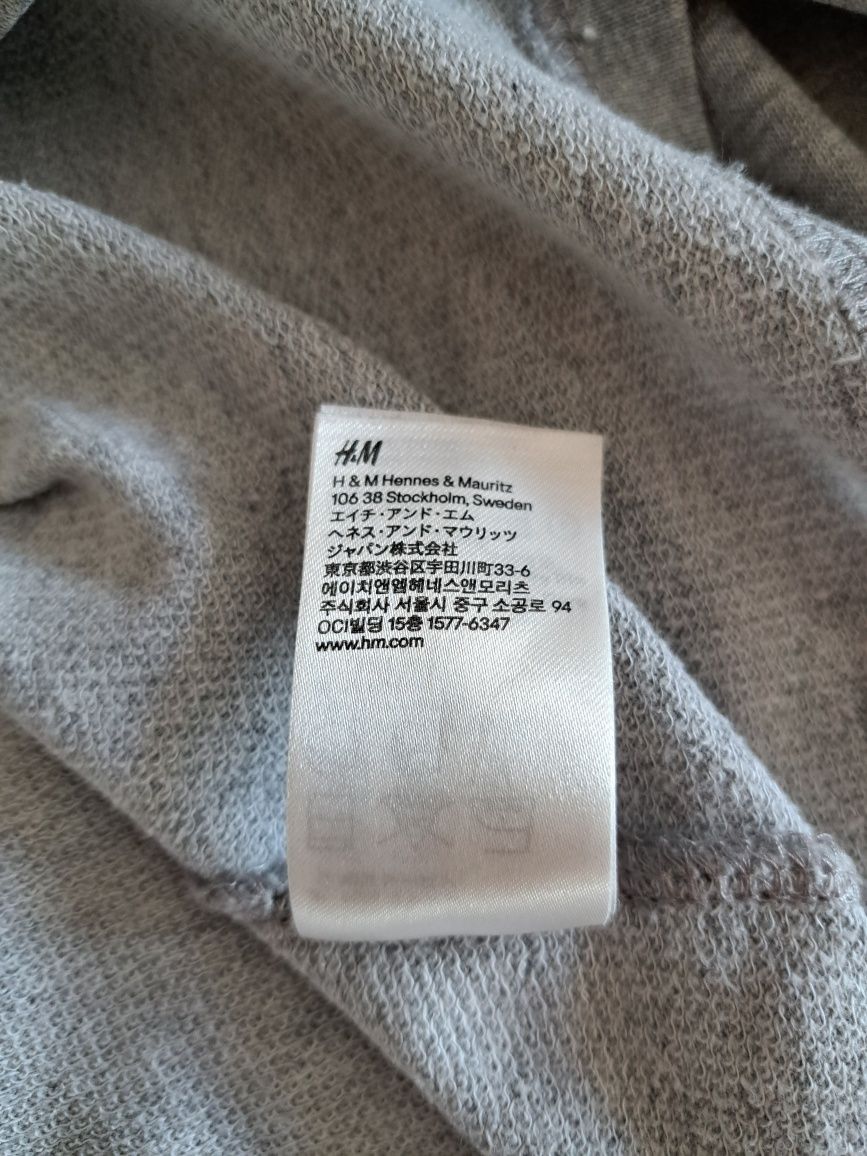 H&M
H & M Hennes & Mauritz
106 38 Stockholm, Sweden
エイチ・アンド・エム
ヘネス・アンド・マウリッツ
ジャパン株式会社
東京都渋谷区宇田川町33-6
에이치앤엠헤네스앤모리츠
주식회사 서울시 중구 소공로 94
OCI빌딩 15층 1577-6347
www.hm.com